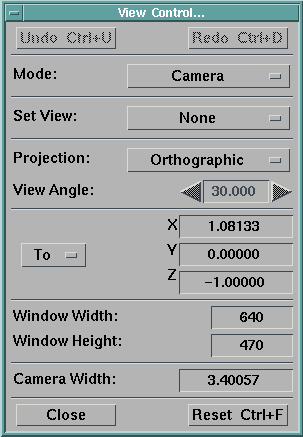 View Control...
Undo Ctrl+U Redo Ctrl+D
Mode: Camera
Set View: None
Projection: Orthographic
View Angle: 30.000
X 1.08133
To Y 0.00000
Z -1.00000
Window Width: 640
Window Height: 470
Camera Width: 3.40057
Close Reset Ctrl+F